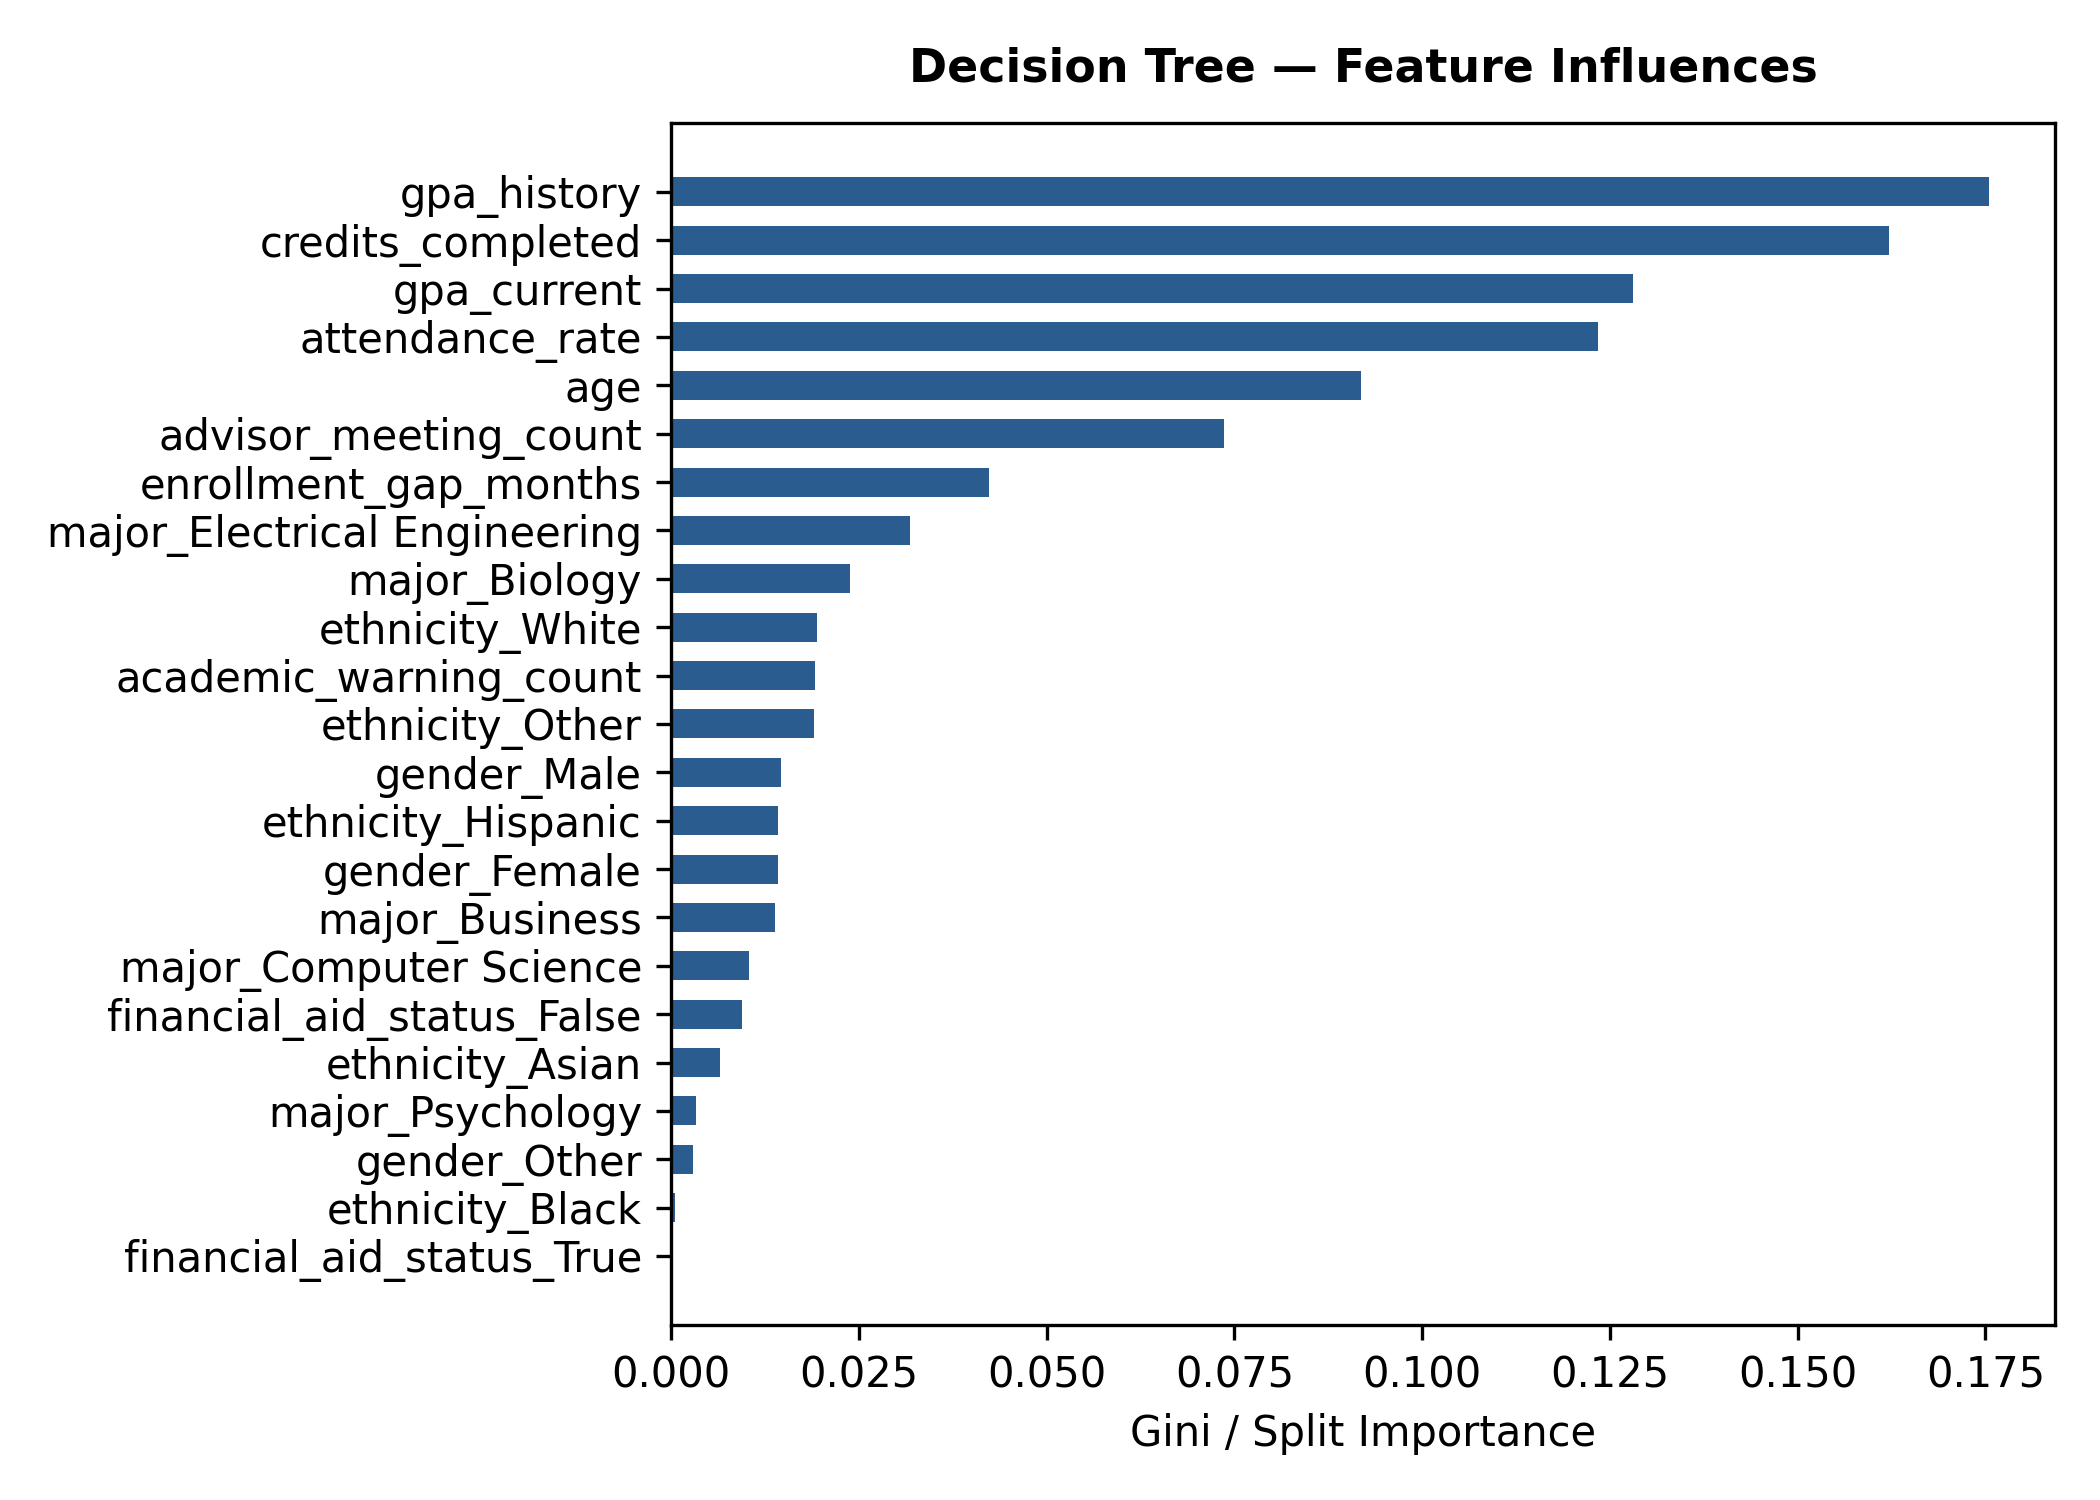 Decision Tree — Feature Influences
gpa_history
credits_completed
gpa_current
attendance_rate
age
advisor_meeting_count
enrollment_gap_months
major_Electrical Engineering
major_Biology
ethnicity_White
academic_warning_count
ethnicity_Other
gender_Male
ethnicity_Hispanic
gender_Female
major_Business
major_Computer Science
financial_aid_status_False
ethnicity_Asian
major_Psychology
gender_Other
ethnicity_Black
financial_aid_status_True
0.000 0.025 0.050 0.075 0.100 0.125 0.150 0.175
Gini / Split Importance